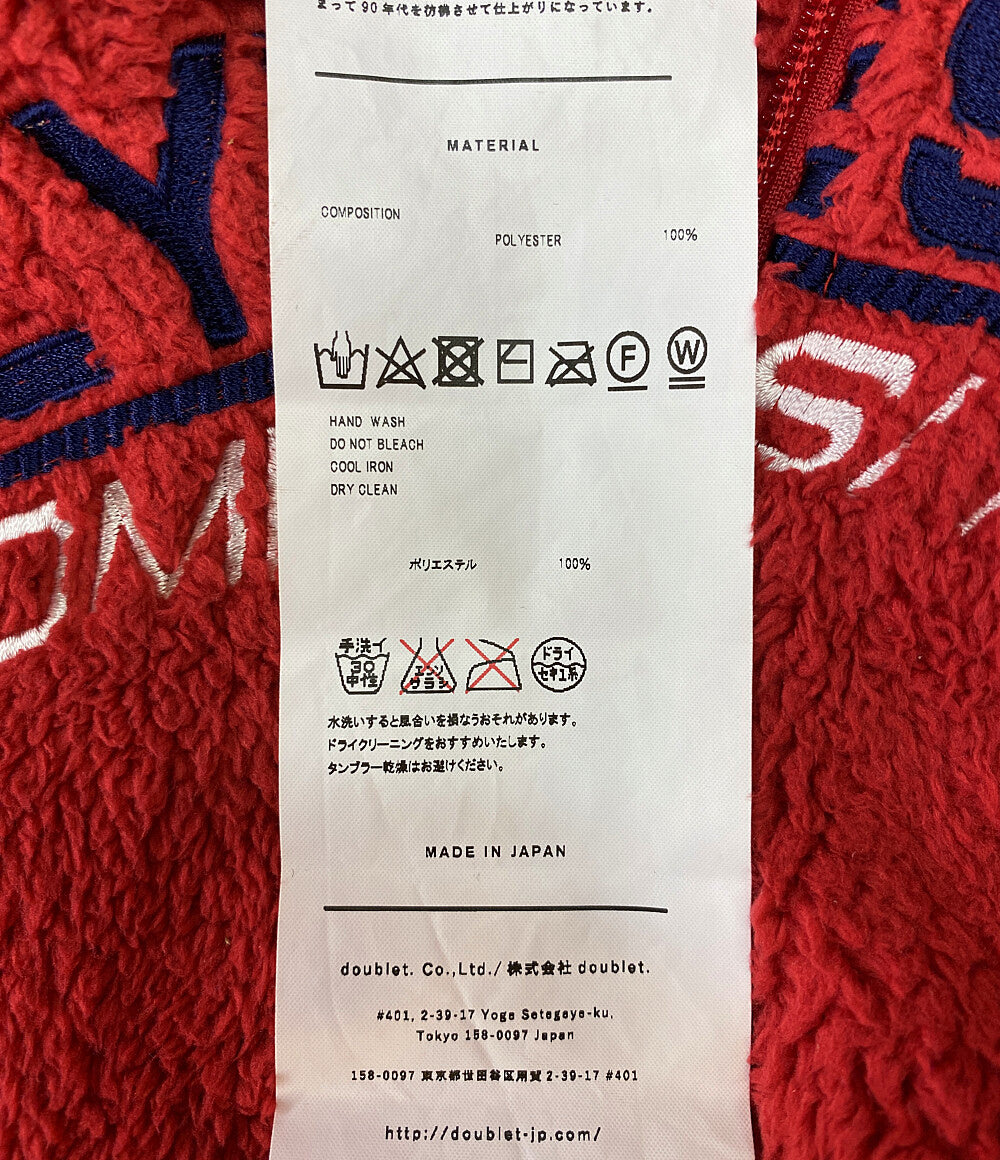 まって90年代を彷彿させて仕上がりになっています。
MATERIAL
COMPOSITION
POLYESTER 100%
F W
HAND WASH
DO NOT BLEACH
COOL IRON
DRY CLEAN
ポリエステル 100%
手洗イ
30
中性
エンソ
サラシ
ドライ
セキユ系
水洗いすると風合いを損なうおそれがあります。
ドライクリーニングをおすすめいたします。
タンブラー乾燥はお避けください。
MADE IN JAPAN
doublet. Co.,Ltd./ 株式会社 doublet.
#401, 2-39-17 Yoga Setagaya-ku,
Tokyo 158-0097 Japan
158-0097 東京都世田谷区用賀2-39-17 #401
http://doublet-jp.com/
Y
OM
S